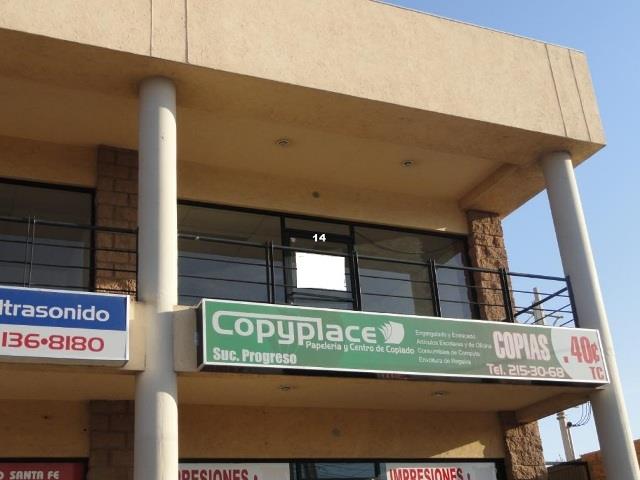 14
ltrasonido
136•8180
Copyplace
Papelería y Centro de Copiado
Suc. Progreso
Engargolado y Enmicado
Artículos Escolares y de Oficina
Consumibles de Computo
Envoltura de Regalos
COPIAS
.40¢
TC
Tel. 215-30-68
O SANTA FE
IMPRESIONES
IMPRESIONES